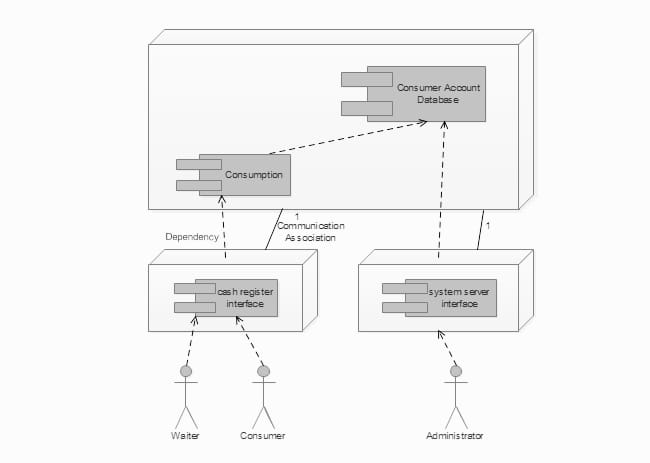 Consumer Account
Database
Consumption
1
Communication
Association
1
Dependency
cash register
interface
system server
interface
Waiter
Consumer
Administrator